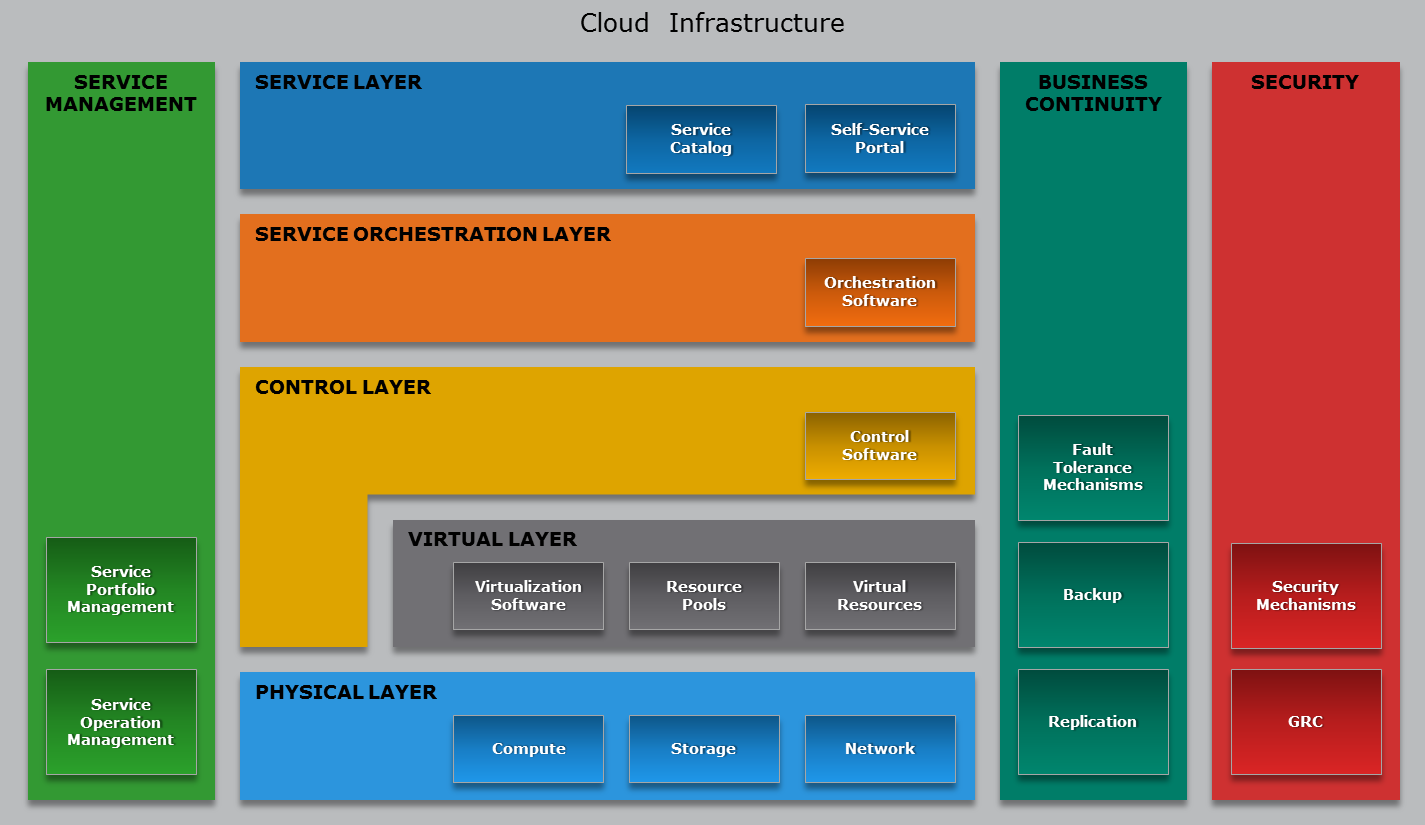 Cloud Infrastructure
SERVICE
MANAGEMENT
Service
Portfolio
Management
Service
Operation
Management
SERVICE LAYER
Service
Catalog
Self-Service
Portal
SERVICE ORCHESTRATION LAYER
Orchestration
Software
CONTROL LAYER
Control
Software
VIRTUAL LAYER
Virtualization
Software
Resource
Pools
Virtual
Resources
PHYSICAL LAYER
Compute
Storage
Network
BUSINESS
CONTINUITY
Fault
Tolerance
Mechanisms
Backup
Replication
SECURITY
Security
Mechanisms
GRC